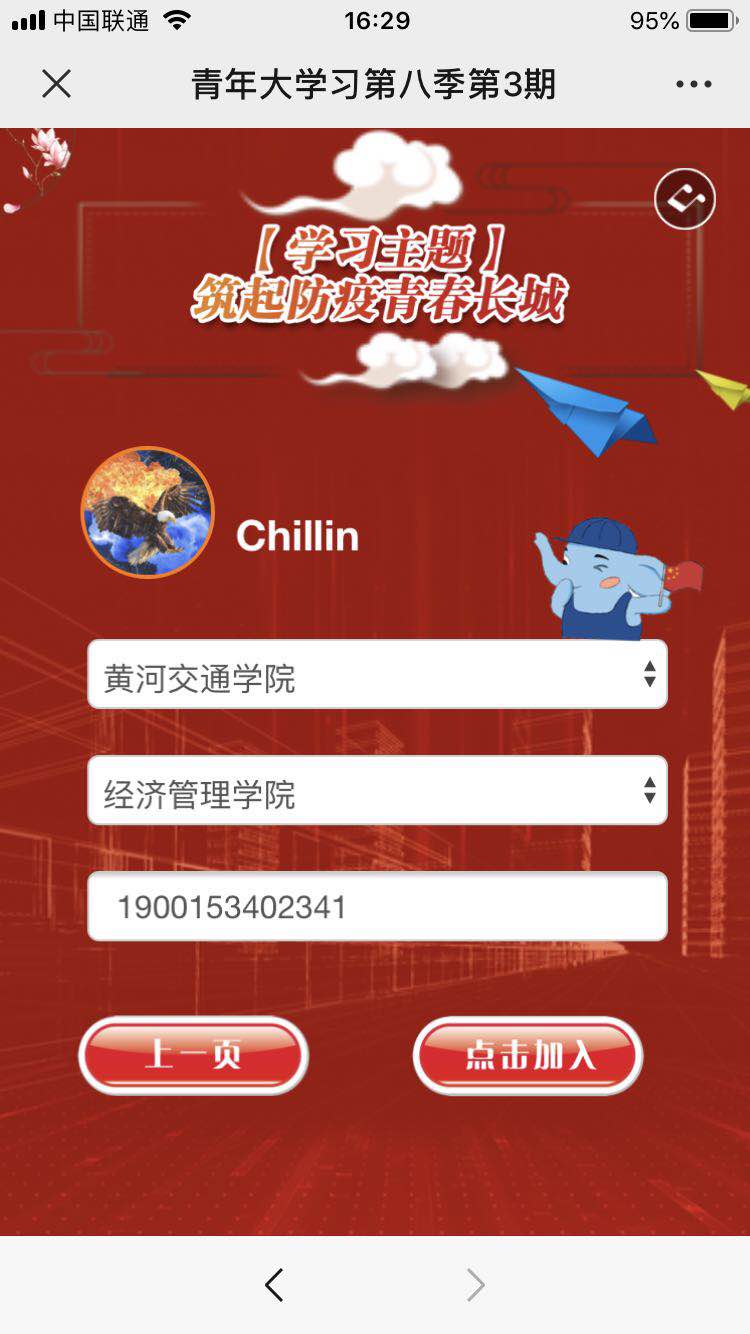 中国联通
16:29
95%
青年大学习第八季第3期
【学习主题】
筑起防疫青春长城
Chillin
黄河交通学院
经济管理学院
1900153402341
上一页
点击加入